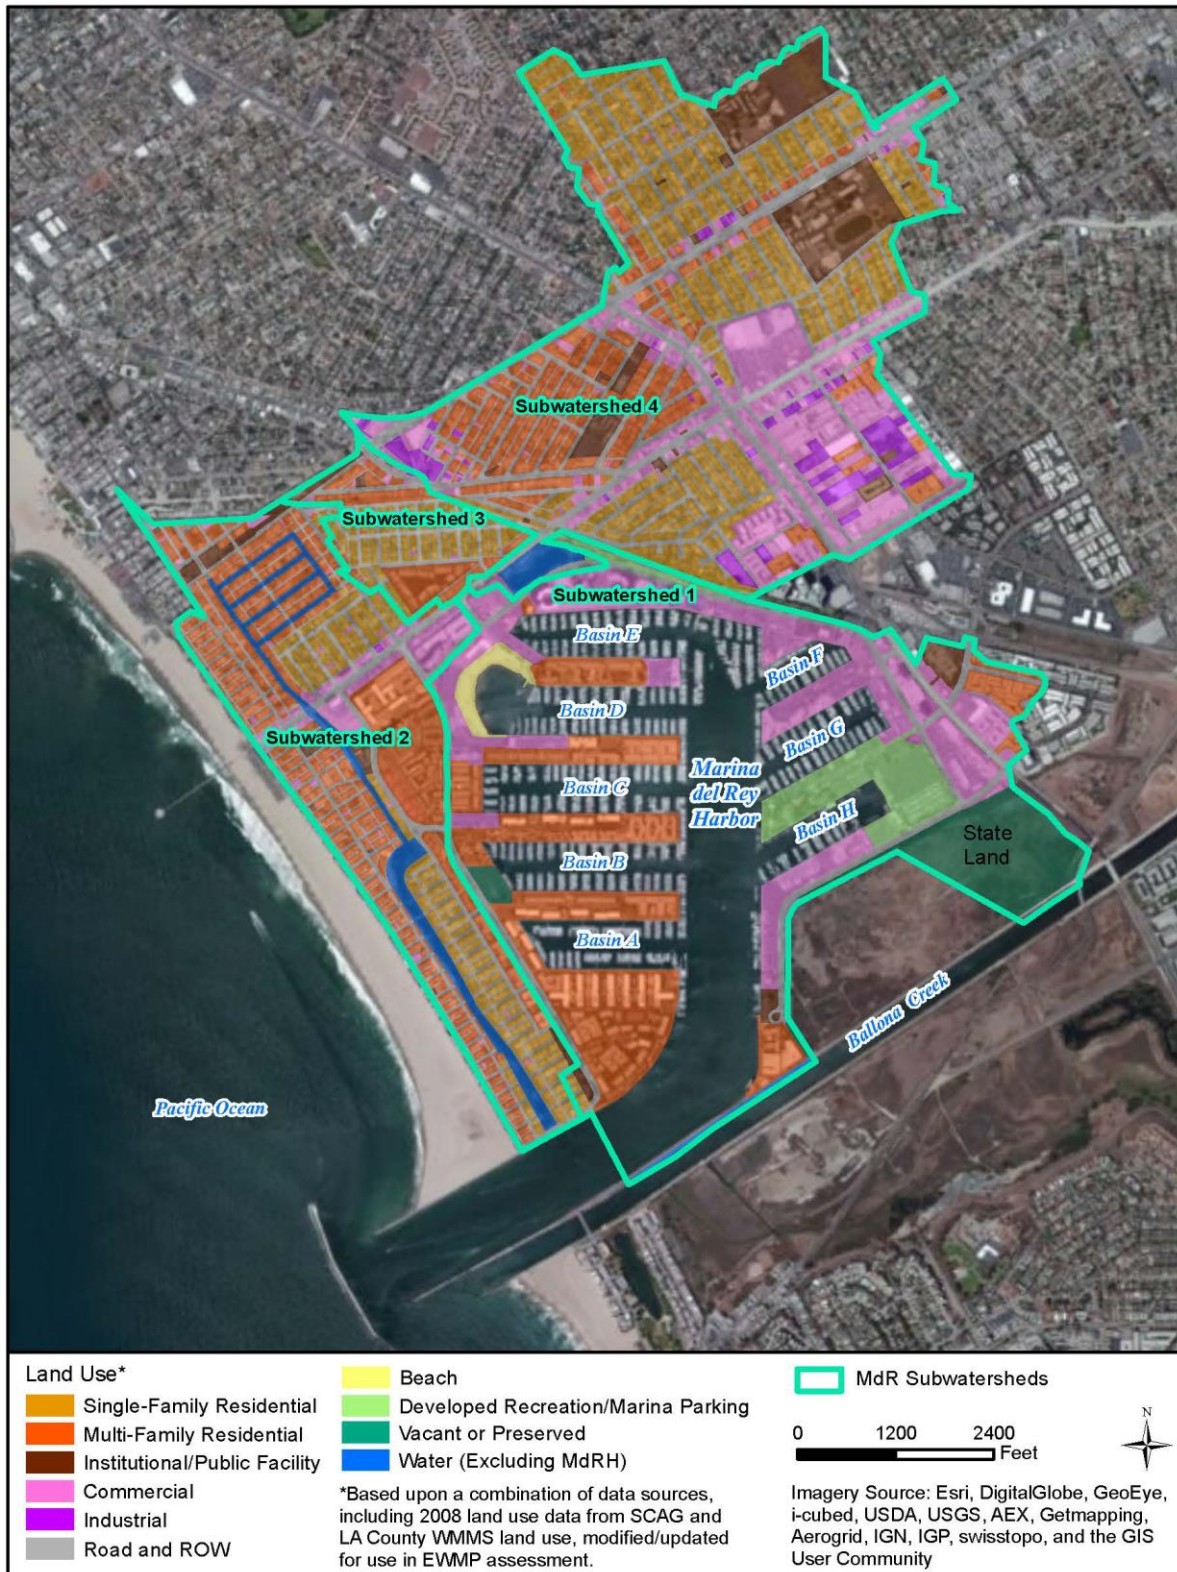 Subwatershed 4
Subwatershed 3
Subwatershed 1
Basin E
Basin F
Basin D
Basin G
Subwatershed 2
Marina
del Rey
Harbor
Basin C
Basin H
State
Land
Basin B
Basin A
Ballona Creek
Pacific Ocean
Land Use*
Single-Family Residential
Multi-Family Residential
Institutional/Public Facility
Commercial
Industrial
Road and ROW
Beach
Developed Recreation/Marina Parking
Vacant or Preserved
Water (Excluding MdRH)
*Based upon a combination of data sources,
including 2008 land use data from SCAG and
LA County WMMS land use, modified/updated
for use in EWMP assessment.
MdR Subwatersheds
0 1200 2400
Feet
N
Imagery Source: Esri, DigitalGlobe, GeoEye,
i-cubed, USDA, USGS, AEX, Getmapping,
Aerogrid, IGN, IGP, swisstopo, and the GIS
User Community